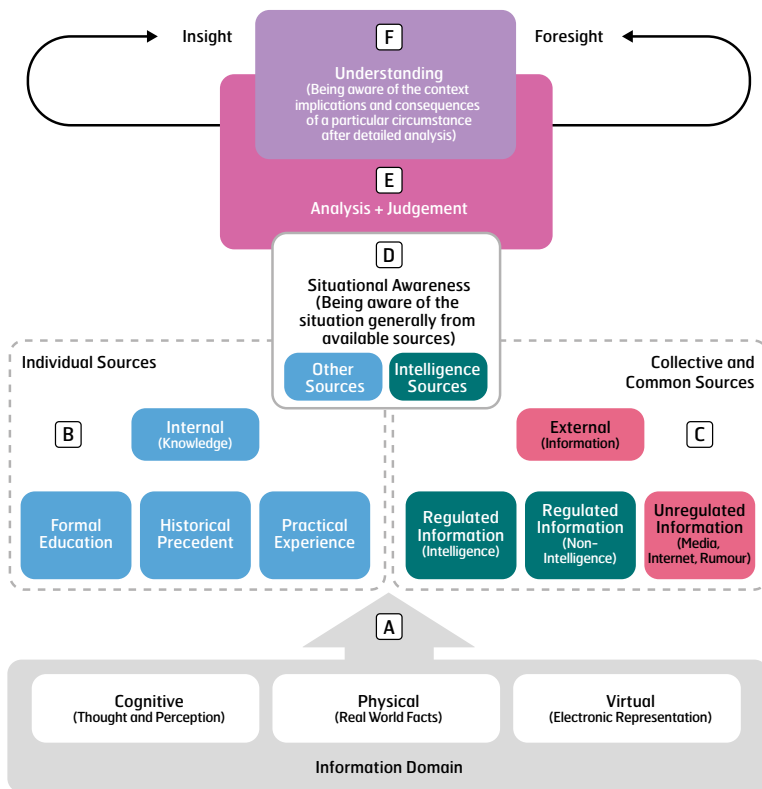 Insight
F
Foresight
Understanding
(Being aware of the context
implications and consequences
of a particular circumstance
after detailed analysis)
E
Analysis + Judgement
D
Situational Awareness
(Being aware of the
situation generally from
available sources)
Other
Sources
Intelligence
Sources
Individual Sources
B
Internal
(Knowledge)
Formal
Education
Historical
Precedent
Practical
Experience
Collective and
Common Sources
External
(Information)
C
Regulated
Information
(Intelligence)
Regulated
Information
(Non-
Intelligence)
Unregulated
Information
(Media,
Internet, Rumour)
A
Cognitive
(Thought and Perception)
Physical
(Real World Facts)
Virtual
(Electronic Representation)
Information Domain